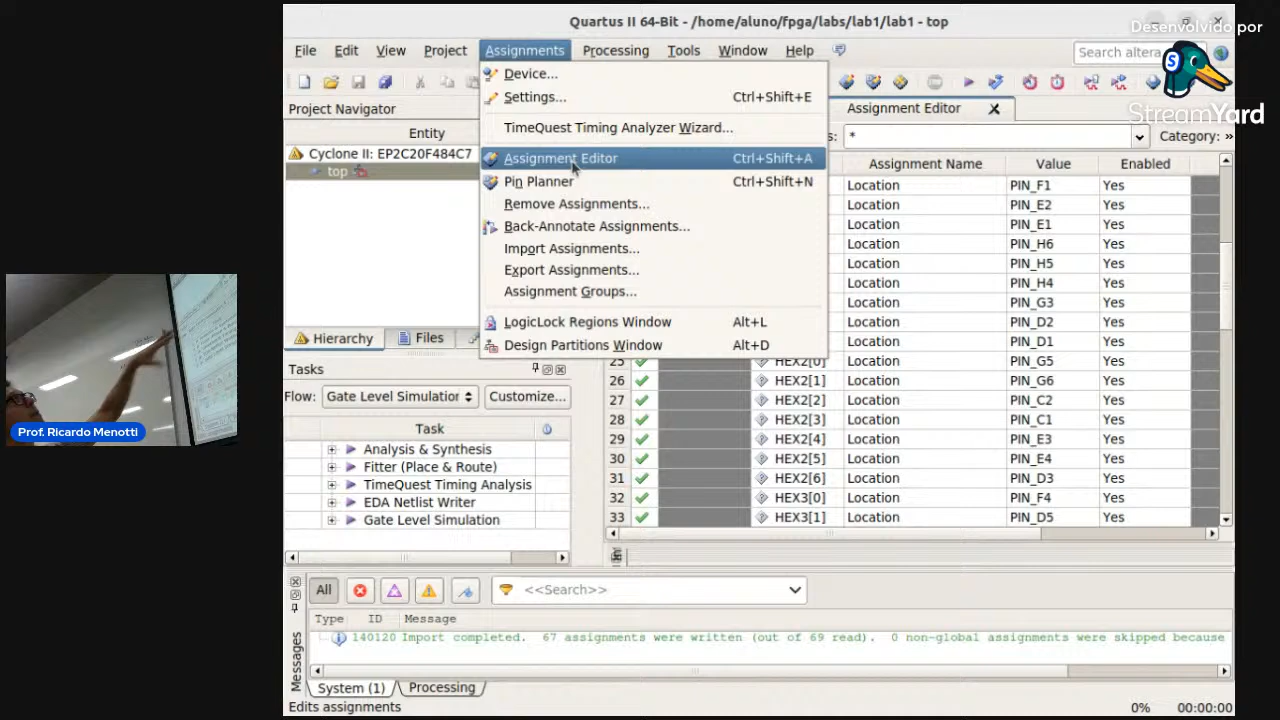 Quartus II 64-Bit - /home/aluno/fpga/labs/lab1/lab1 - top
Desenvolvido por
StreamYard
File Edit View Project Assignments Processing Tools Window Help
Search altera
Device...
Settings... Ctrl+Shift+E
TimeQuest Timing Analyzer Wizard...
Assignment Editor Ctrl+Shift+A
Pin Planner Ctrl+Shift+N
Remove Assignments...
Back-Annotate Assignments...
Import Assignments...
Export Assignments...
Assignment Groups...
LogicLock Regions Window Alt+L
Design Partitions Window Alt+D
Project Navigator
Entity
Cyclone II: EP2C20F484C7
top
Hierarchy Files
Assignment Editor
* Category:
Assignment Name Value Enabled
Location PIN_F1 Yes
Location PIN_E2 Yes
Location PIN_E1 Yes
Location PIN_H6 Yes
Location PIN_H5 Yes
Location PIN_H4 Yes
Location PIN_G3 Yes
Location PIN_D2 Yes
Location PIN_D1 Yes
25 HEX2[0] Location PIN_G5 Yes
26 HEX2[1] Location PIN_G6 Yes
27 HEX2[2] Location PIN_C2 Yes
28 HEX2[3] Location PIN_C1 Yes
29 HEX2[4] Location PIN_E3 Yes
30 HEX2[5] Location PIN_E4 Yes
31 HEX2[6] Location PIN_D3 Yes
32 HEX3[0] Location PIN_F4 Yes
33 HEX3[1] Location PIN_D5 Yes
Tasks
Flow: Gate Level Simulation Customize...
Task
Analysis & Synthesis
Fitter (Place & Route)
TimeQuest Timing Analysis
EDA Netlist Writer
Gate Level Simulation
Prof. Ricardo Menotti
All <<Search>>
Type ID Message
140120 Import completed. 67 assignments were written (out of 69 read). 0 non-global assignments were skipped because
Messages
System (1) Processing
Edits assignments 0% 00:00:00